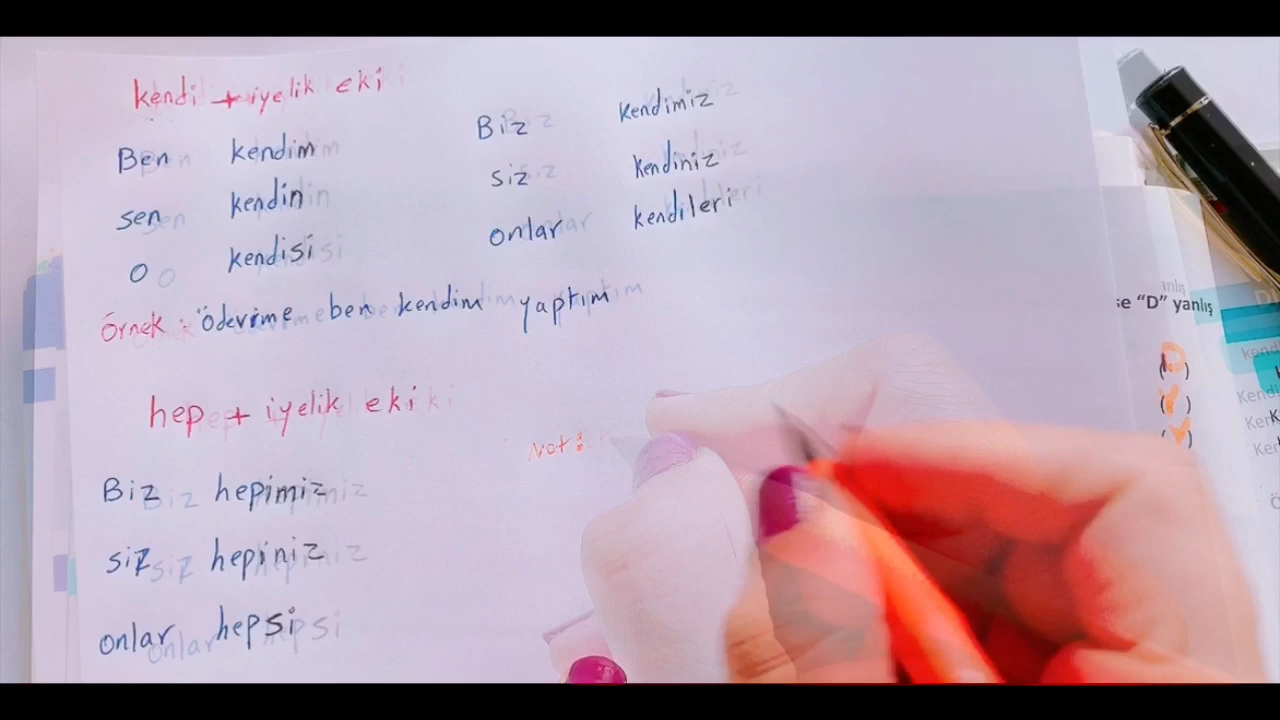 kendi + iyelik eki
Ben kendim
sen kendin
o kendisi
Biz kendimiz
siz kendiniz
onlar kendileri
Örnek : ödevime ben kendim yaptım
hep + iyelik eki
Biz hepimiz
siz hepiniz
onlar hepsi
Not :
"D" yanlış